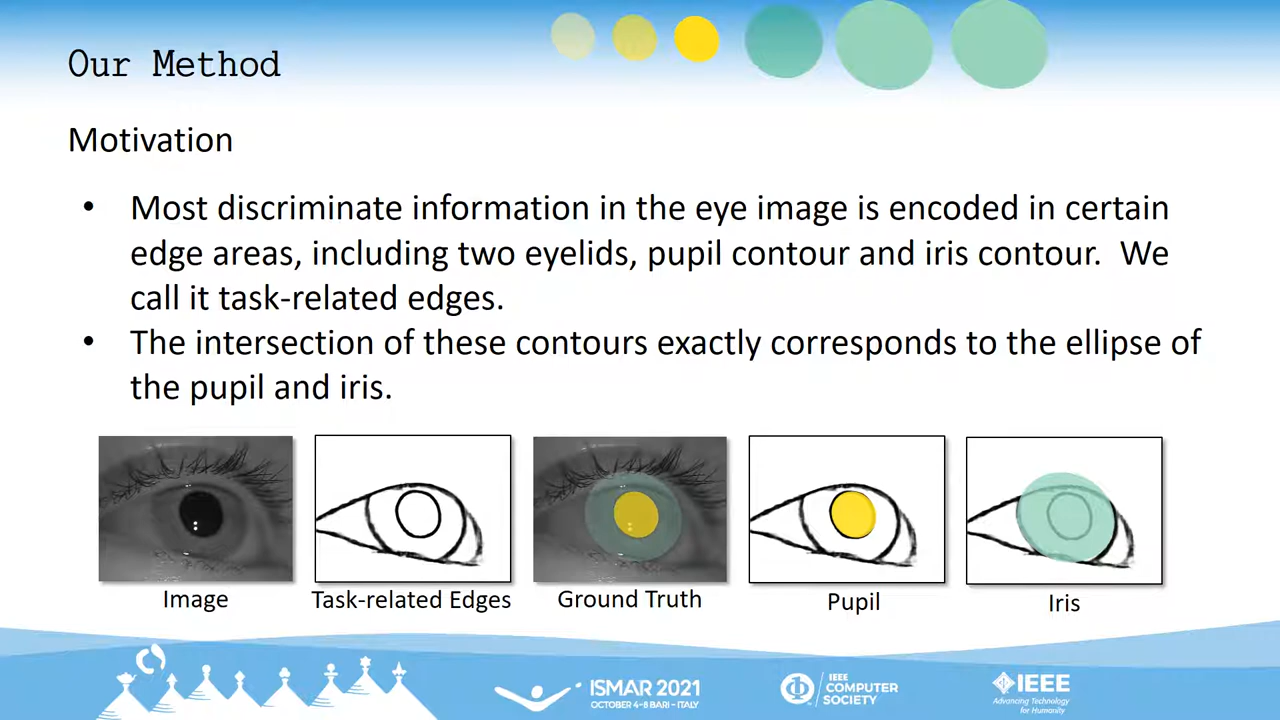 Our Method
Motivation
• Most discriminate information in the eye image is encoded in certain
edge areas, including two eyelids, pupil contour and iris contour.  We
call it task-related edges.
• The intersection of these contours exactly corresponds to the ellipse of
the pupil and iris.
Image
Task-related Edges
Ground Truth
Pupil
Iris
ISMAR 2021
OCTOBER 4-8 BARI - ITALY
IEEE
COMPUTER
SOCIETY
IEEE
Advancing Technology
for Humanity